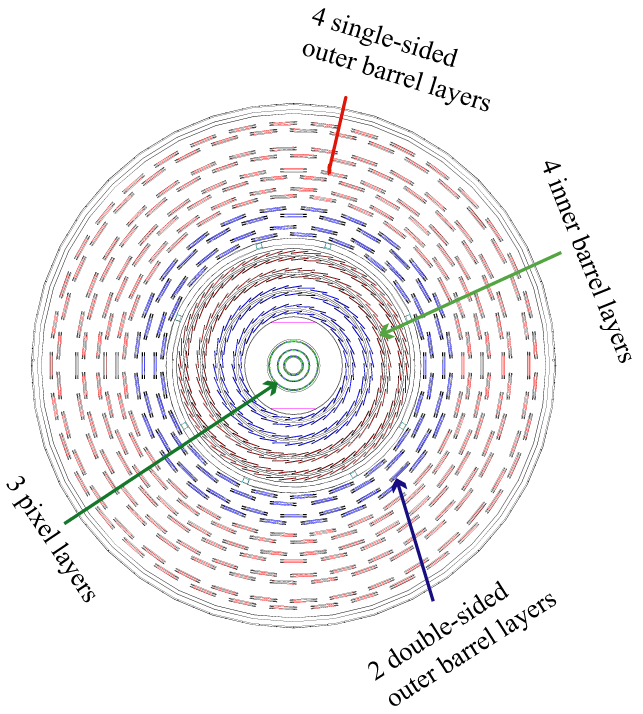 4 single-sided
outer barrel layers
4 inner barrel layers
3 pixel layers
2 double-sided
outer barrel layers